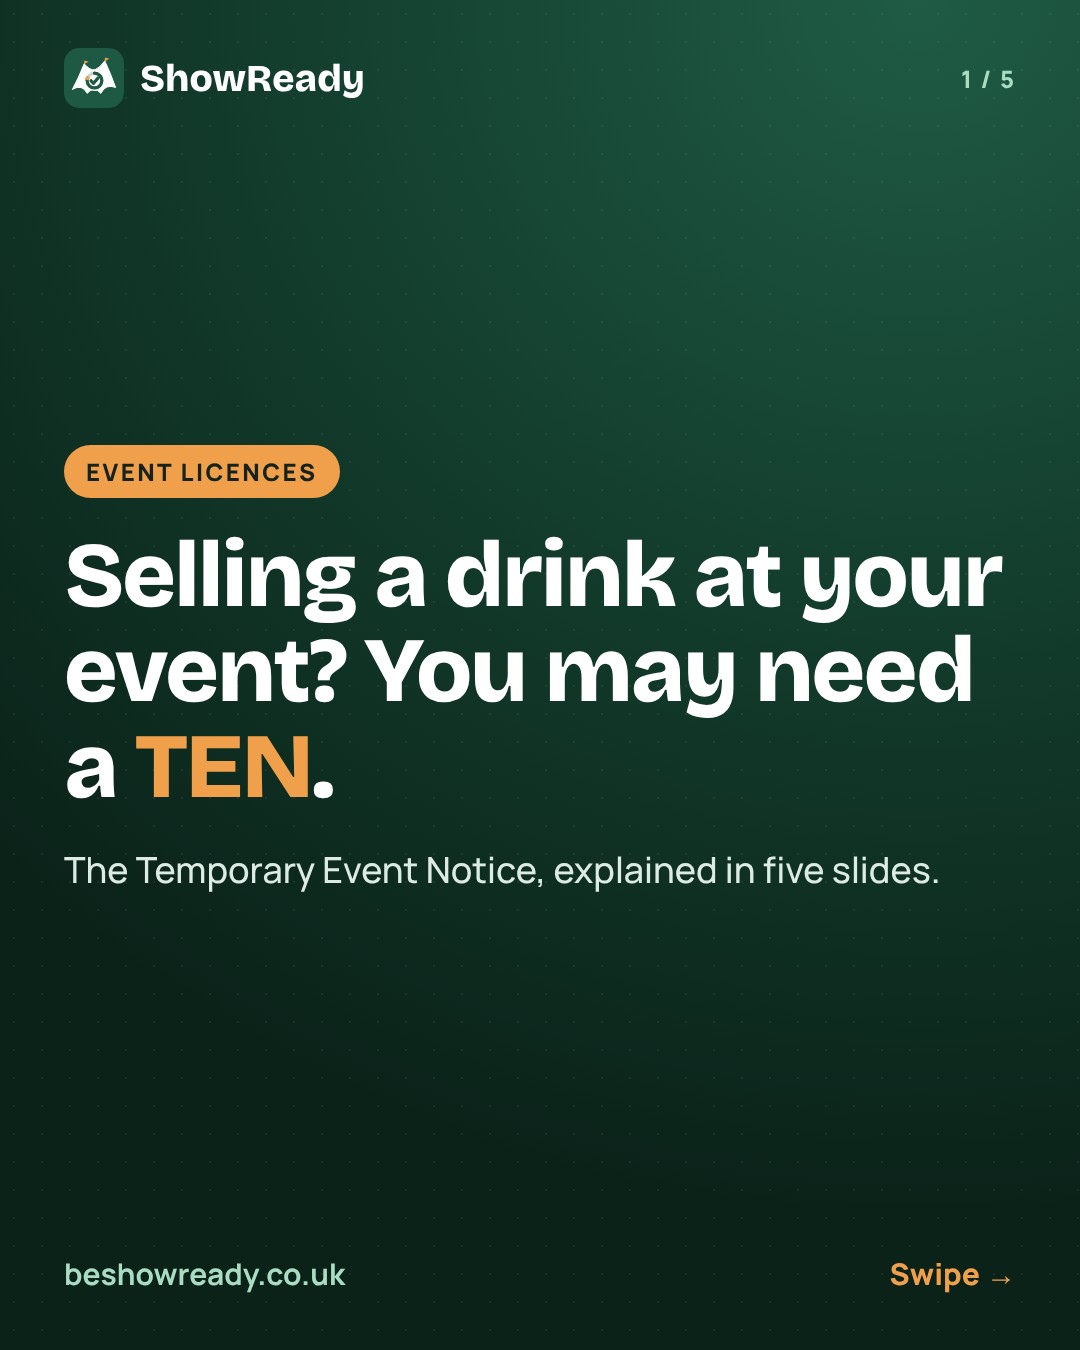 ShowReady
1 / 5
EVENT LICENCES
Selling a drink at your
event? You may need
a TEN.
The Temporary Event Notice, explained in five slides.
beshowready.co.uk
Swipe →